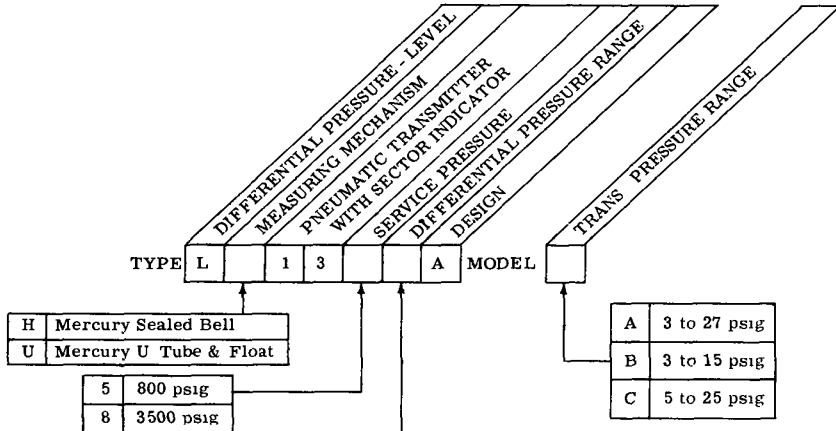 DIFFERENTIAL PRESSURE - LEVEL
MEASURING MECHANISM
PNEUMATIC TRANSMITTER
WITH SECTOR INDICATOR
SERVICE PRESSURE
DIFFERENTIAL PRESSURE RANGE
DESIGN
TRANS PRESSURE RANGE
TYPE L 1 3 A MODEL
H Mercury Sealed Bell
U Mercury U Tube & Float
5 800 psig
8 3500 psig
A 3 to 27 psig
B 3 to 15 psig
C 5 to 25 psig